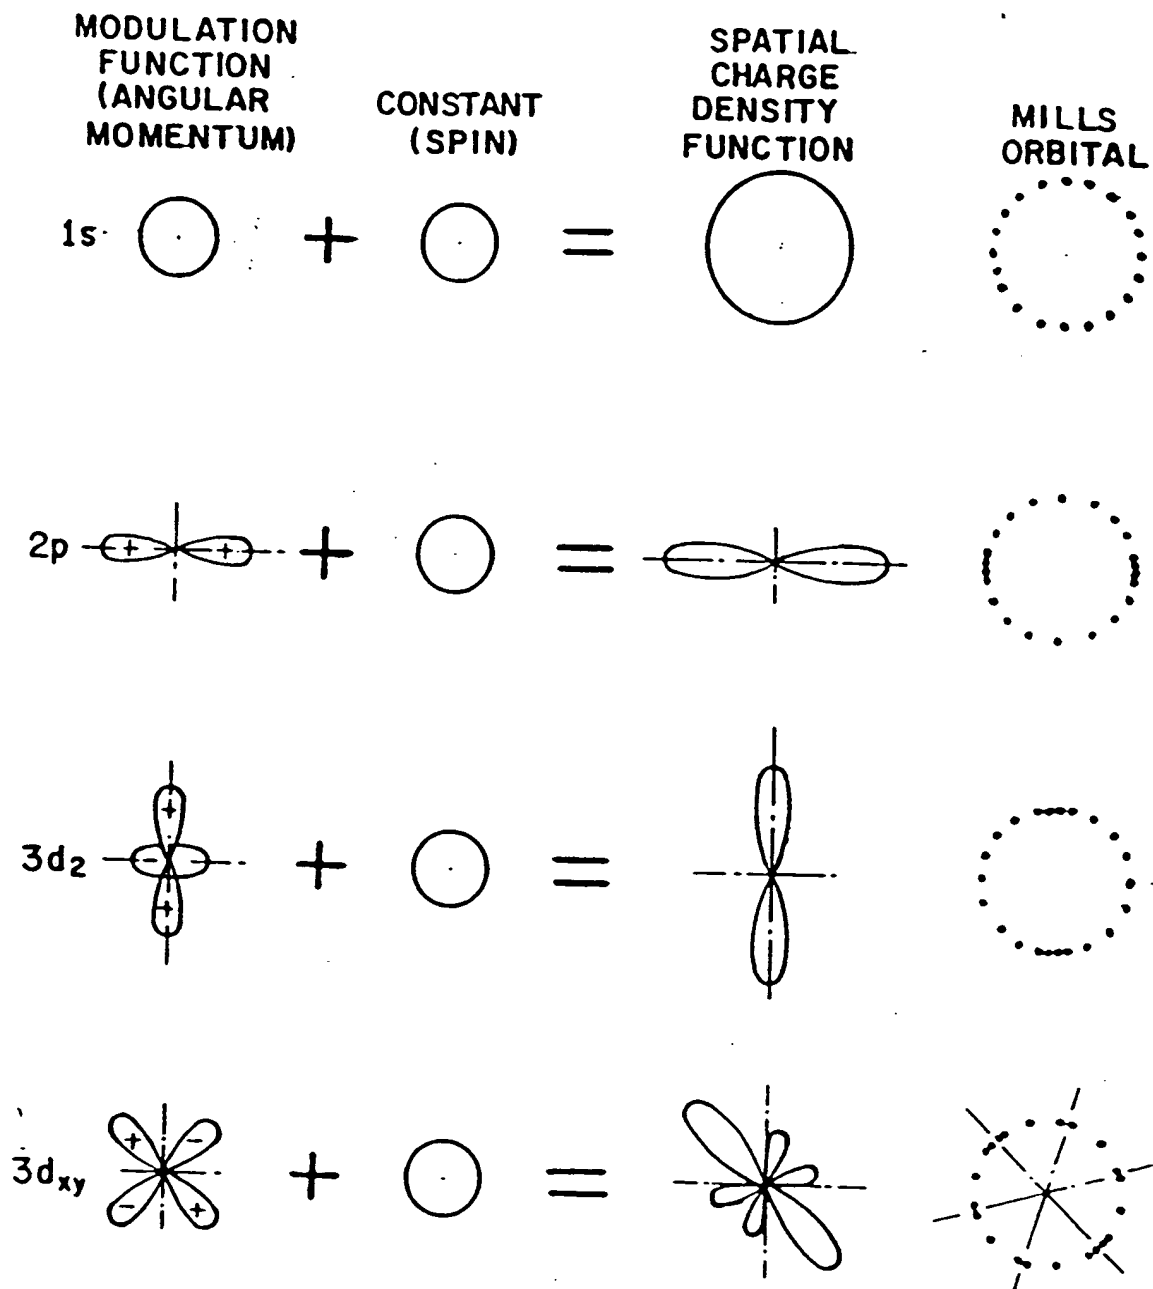 MODULATION
FUNCTION
(ANGULAR
MOMENTUM)
CONSTANT
(SPIN)
SPATIAL
CHARGE
DENSITY
FUNCTION
MILLS
ORBITAL
1s + =
2p + + + =
3d2 + - + + =
3dxy + - - + + =